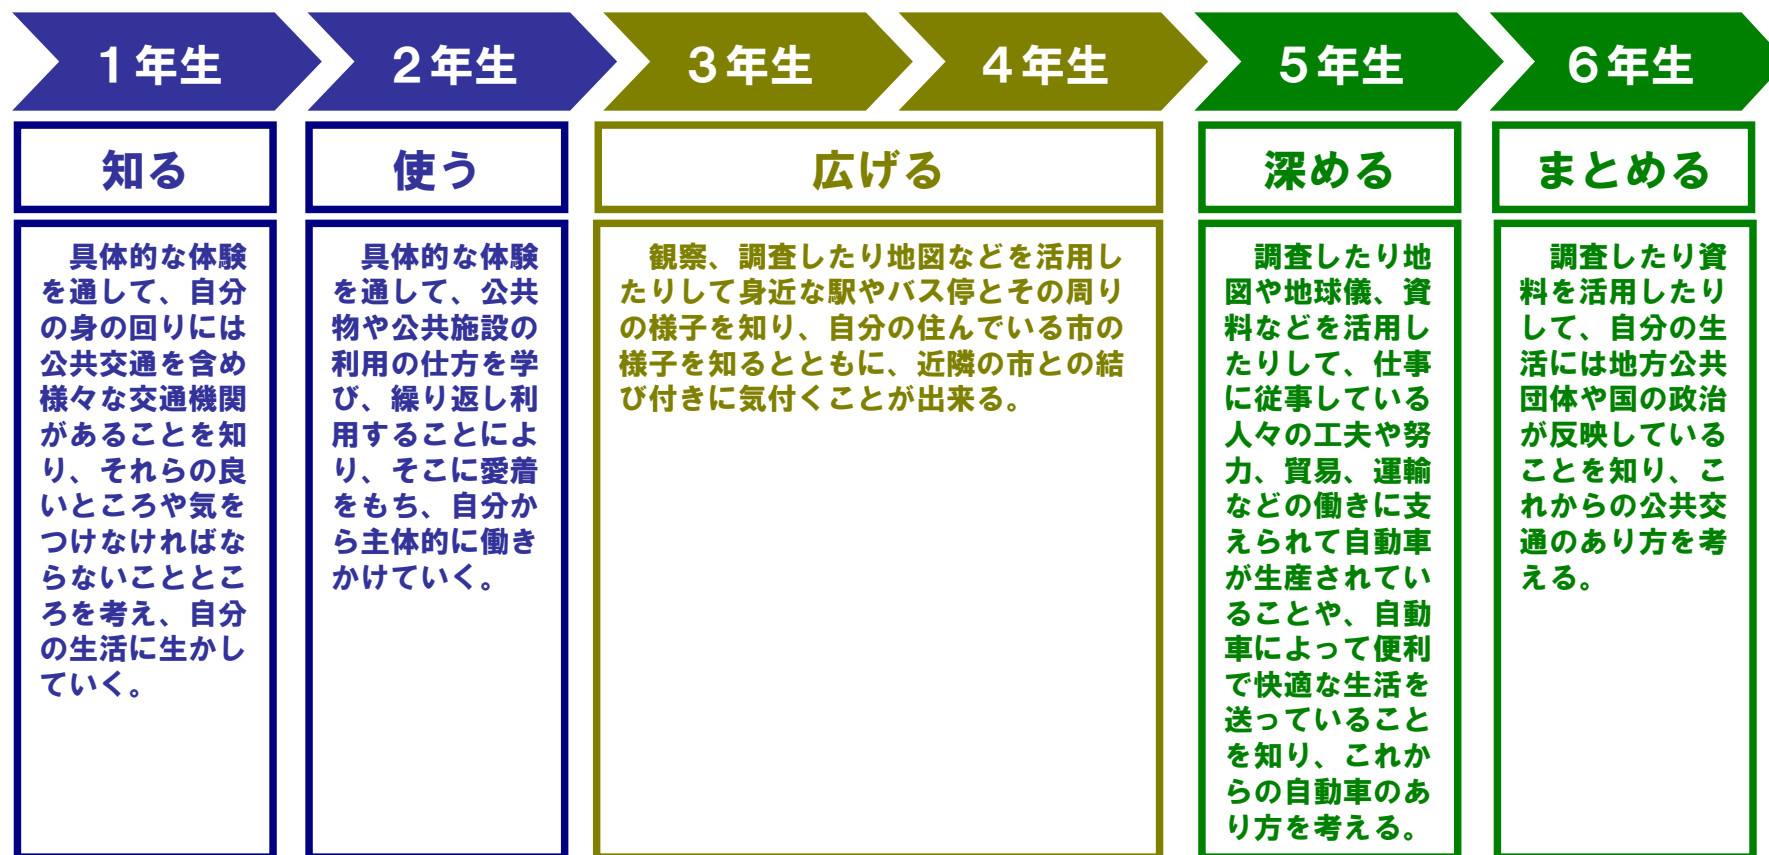 １年生
２年生
３年生
４年生
５年生
６年生
知る
使う
広げる
深める
まとめる
具体的な体験
を通して、自分
の身の回りには
公共交通を含め
様々な交通機関
があることを知
り、それらの良
いところや気を
つけなければな
らないこととこ
ろを考え、自分
の生活に生かし
ていく。
具体的な体験
を通して、公共
物や公共施設の
利用の仕方を学
び、繰り返し利
用することによ
り、そこに愛着
をもち、自分か
ら主体的に働き
かけていく。
観察、調査したり地図などを活用し
たりして身近な駅やバス停とその周り
の様子を知り、自分の住んでいる市の
様子を知るとともに、近隣の市との結
び付きに気付くことが出来る。
調査したり地
図や地球儀、資
料などを活用し
たりして、仕事
に従事している
人々の工夫や努
力、貿易、運輸
などの働きに支
えられて自動車
が生産されてい
ることや、自動
車によって便利
で快適な生活を
送っていること
を知り、これか
らの自動車のあ
り方を考える。
調査したり資
料を活用したり
して、自分の生
活には地方公共
団体や国の政治
が反映している
ことを知り、こ
れからの公共交
通のあり方を考
える。